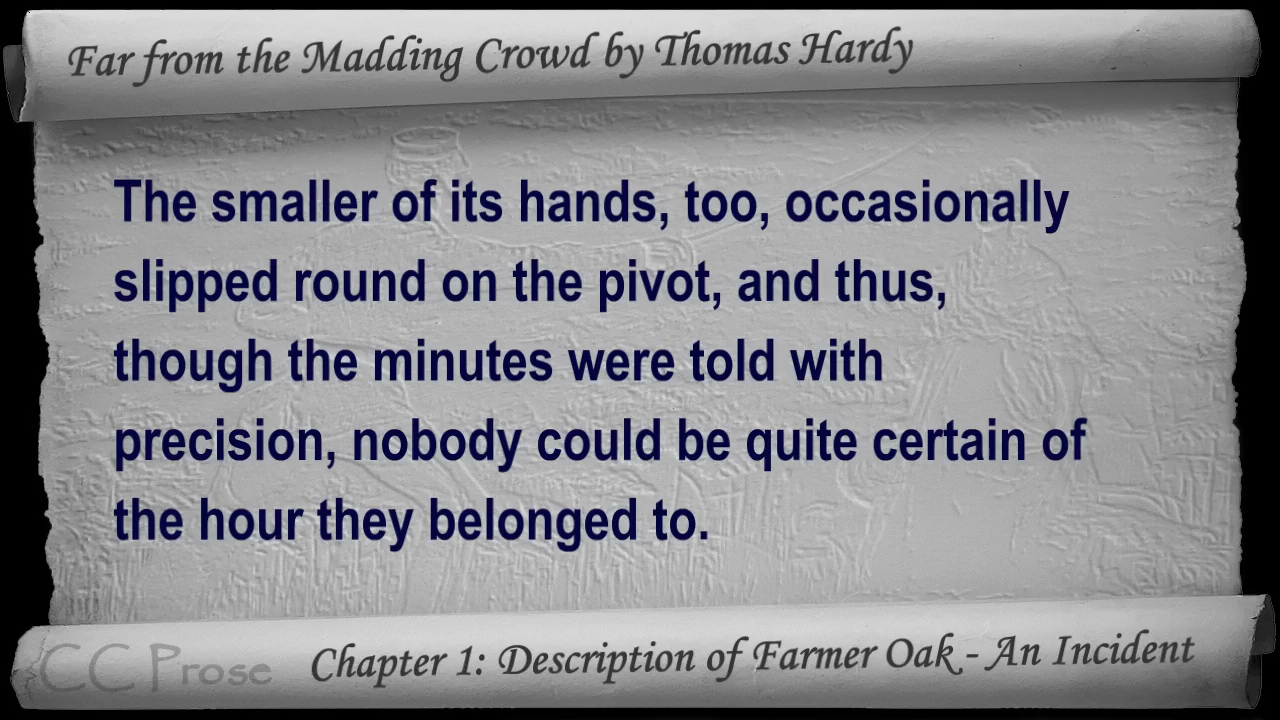 Far from the Madding Crowd by Thomas Hardy
The smaller of its hands, too, occasionally
slipped round on the pivot, and thus,
though the minutes were told with
precision, nobody could be quite certain of
the hour they belonged to.
CC Prose
Chapter 1: Description of Farmer Oak - An Incident